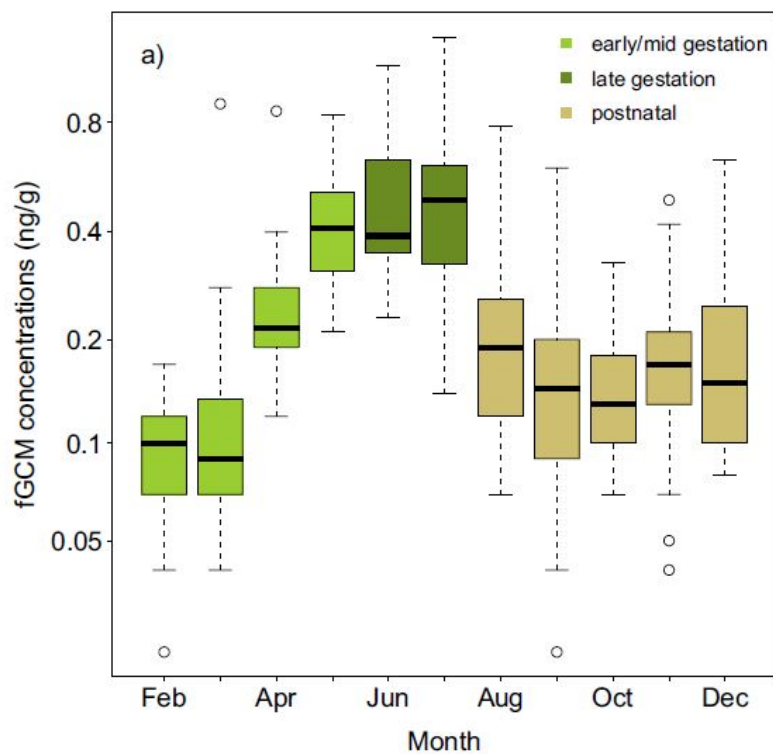 a)
early/mid gestation
late gestation
postnatal
fGCM concentrations (ng/g)
0.8
0.4
0.2
0.1
0.05
Feb Apr Jun Aug Oct Dec
Month